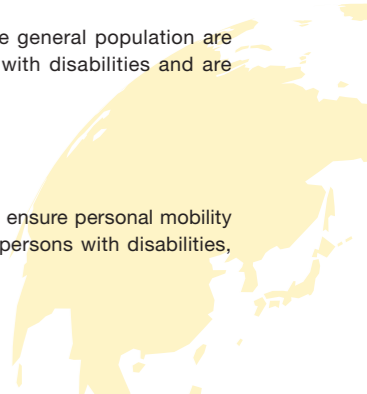 e general population are
with disabilities and are
ensure personal mobility
persons with disabilities,